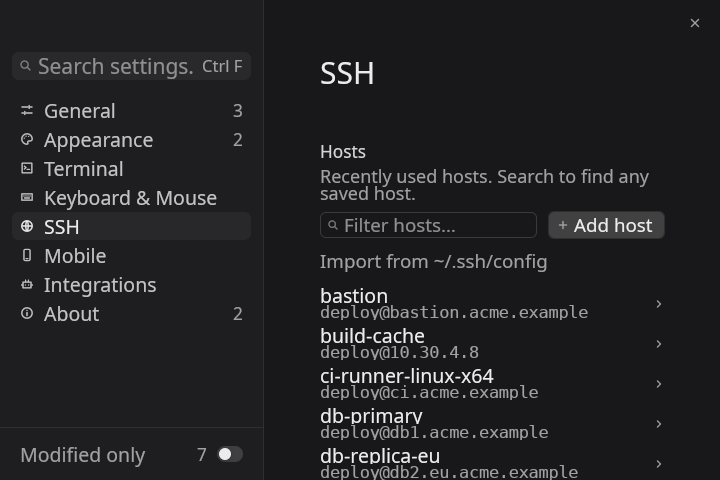 Search settings. Ctrl F
General 3
Appearance 2
Terminal
Keyboard & Mouse
SSH
Mobile
Integrations
About 2
Modified only 7
SSH
Hosts
Recently used hosts. Search to find any
saved host.
Filter hosts...
+ Add host
Import from ~/.ssh/config
bastion
deploy@bastion.acme.example
build-cache
deploy@10.30.4.8
ci-runner-linux-x64
deploy@ci.acme.example
db-primary
deploy@db1.acme.example
db-replica-eu
deploy@db2.eu.acme.example